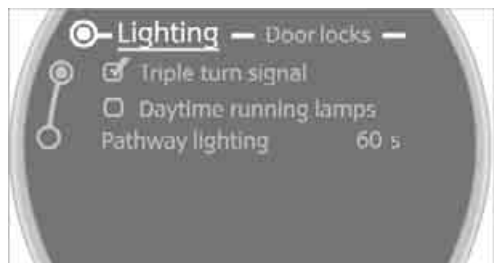 Lighting — Door locks —
Triple turn signal
Daytime running lamps
Pathway lighting 60 s